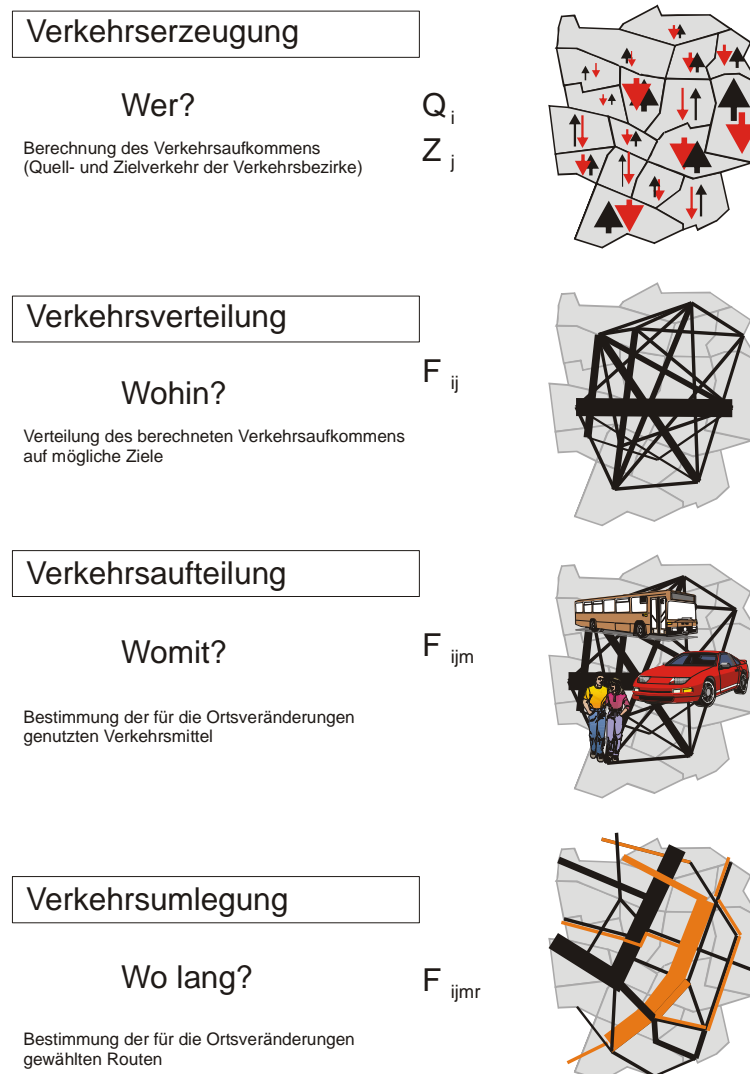 Verkehrserzeugung
Wer?
Q i
Berechnung des Verkehrsaufkommens
(Quell- und Zielverkehr der Verkehrsbezirke)
Z j
Verkehrsverteilung
Wohin?
F ij
Verteilung des berechneten Verkehrsaufkommens
auf mögliche Ziele
Verkehrsaufteilung
Womit?
F ijm
Bestimmung der für die Ortsveränderungen
genutzten Verkehrsmittel
Verkehrsumlegung
Wo lang?
F ijmr
Bestimmung der für die Ortsveränderungen
gewählten Routen